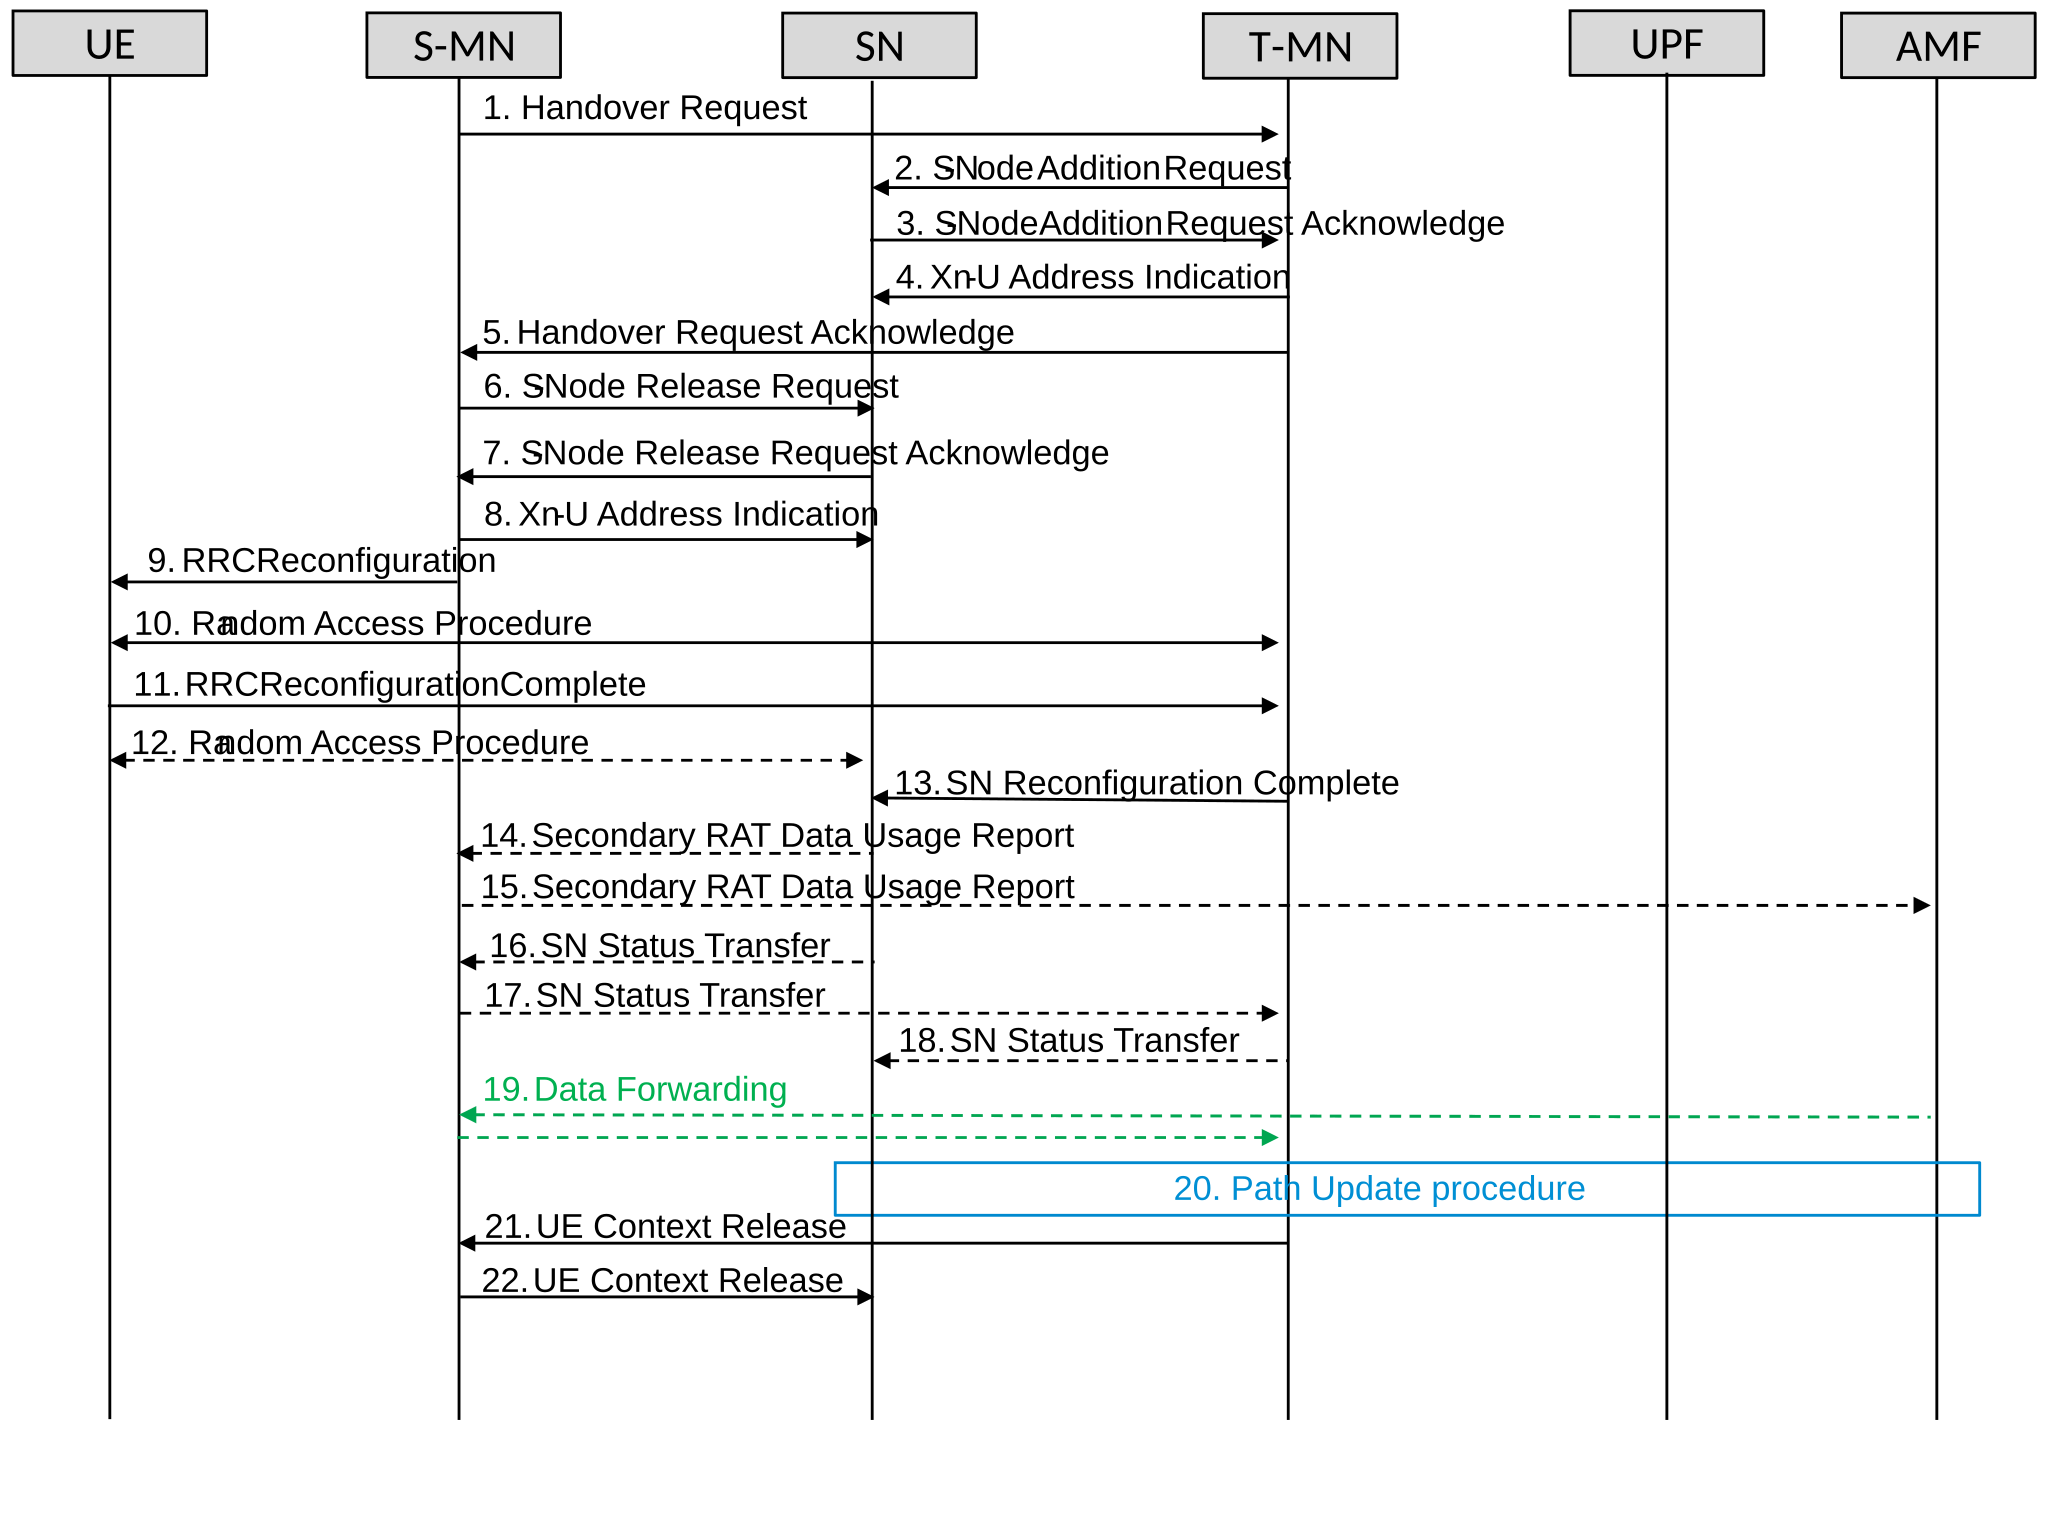 UE S-MN SN T-MN UPF AMF
1. Handover Request
2. S-Node Addition Request
3. S-Node Addition Request Acknowledge
4. Xn-U Address Indication
5. Handover Request Acknowledge
6. S-Node Release Request
7. S-Node Release Request Acknowledge
8. Xn-U Address Indication
9. RRCReconfiguration
10. Random Access Procedure
11. RRCReconfigurationComplete
12. Random Access Procedure
13. SN Reconfiguration Complete
14. Secondary RAT Data Usage Report
15. Secondary RAT Data Usage Report
16. SN Status Transfer
17. SN Status Transfer
18. SN Status Transfer
19. Data Forwarding
20. Path Update procedure
21. UE Context Release
22. UE Context Release